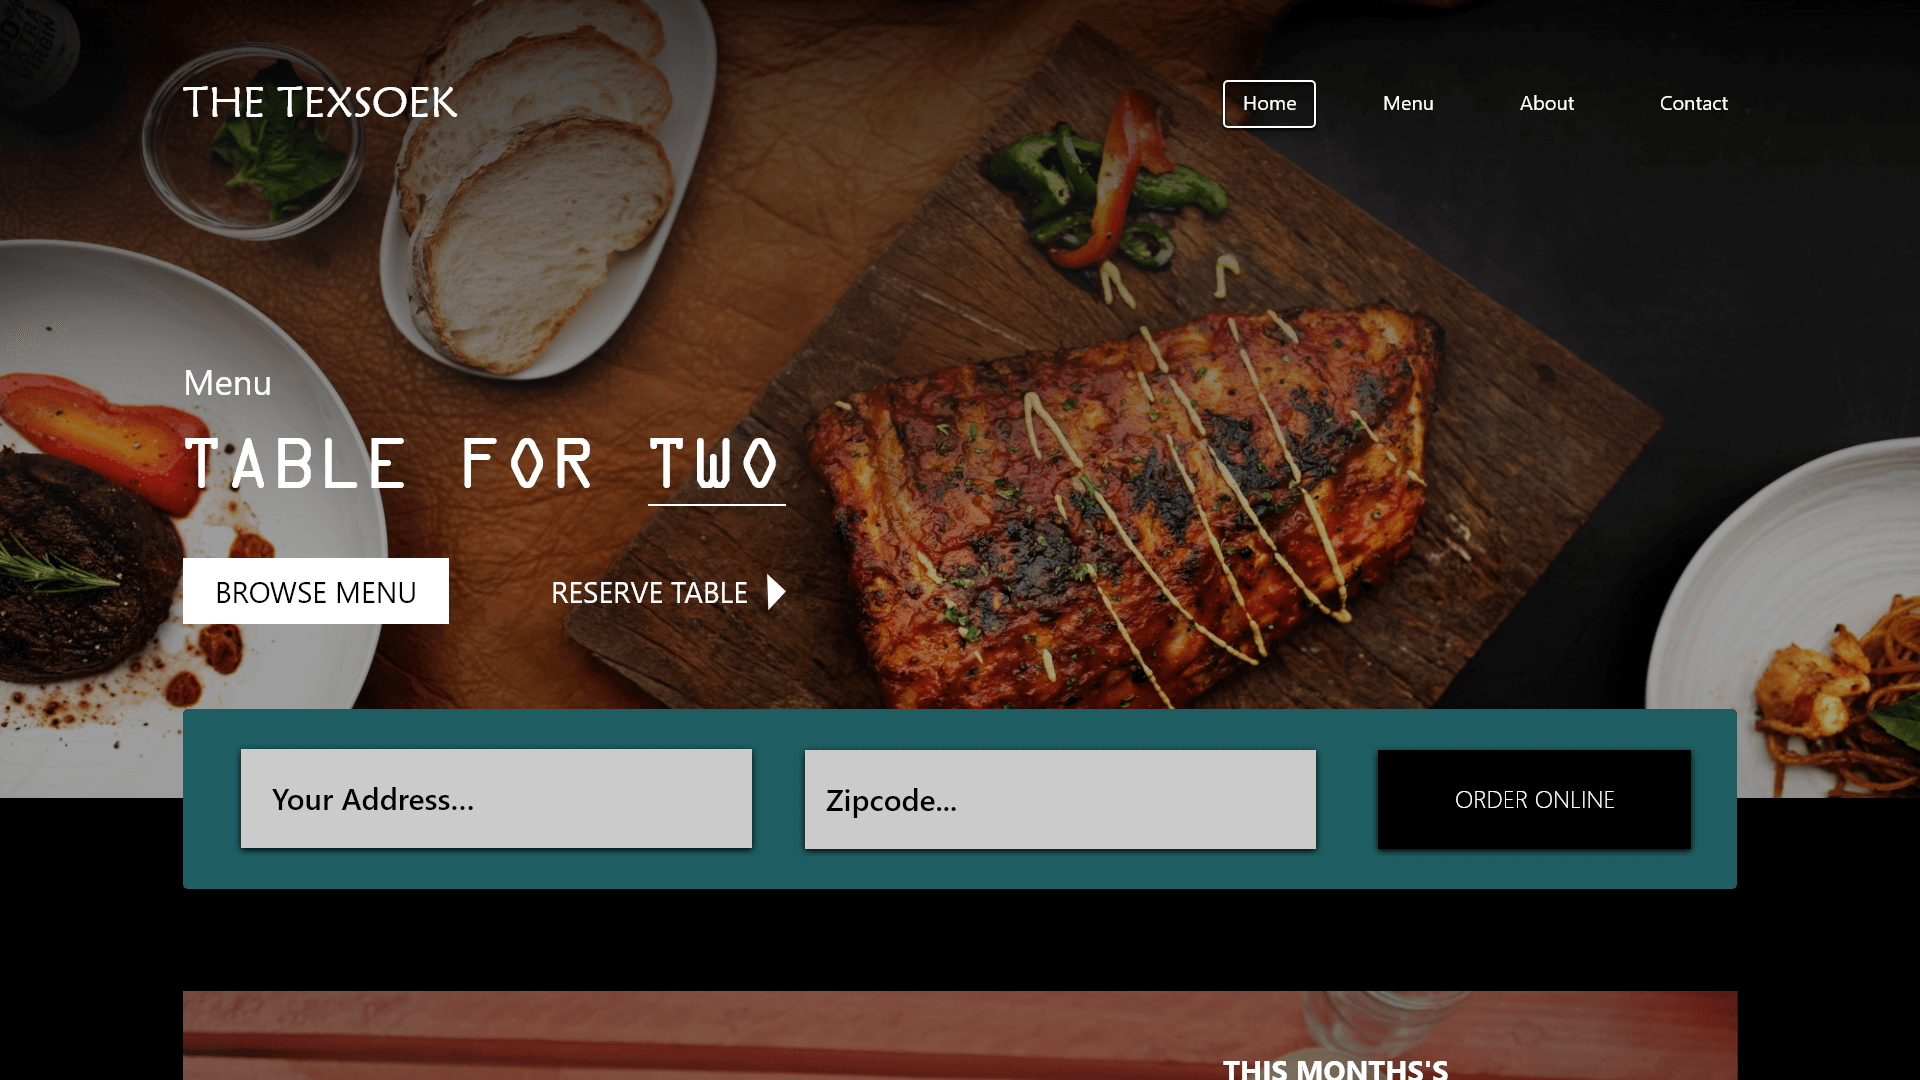 THE TEXSOEK
Home
Menu
About
Contact
Menu
TABLE FOR TWO
BROWSE MENU
RESERVE TABLE
Your Address...
Zipcode...
ORDER ONLINE
THIS MONTHS'S